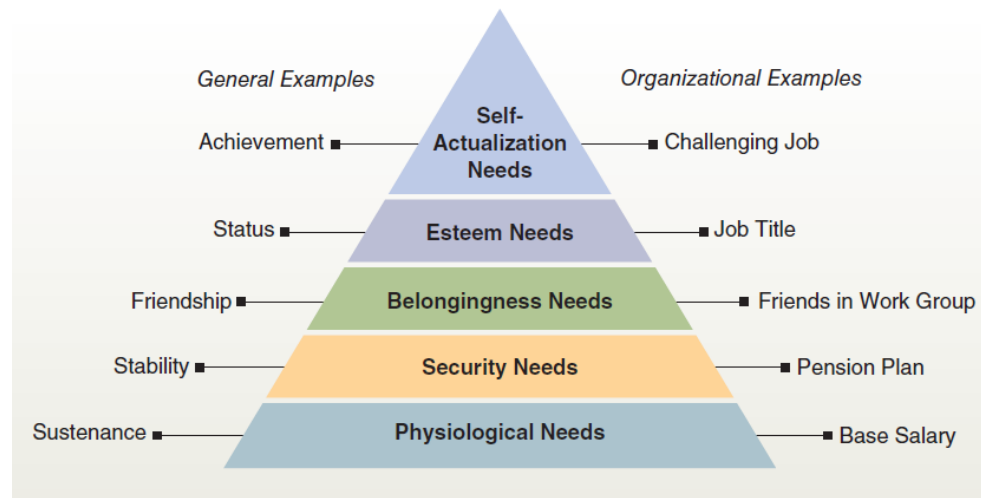 General Examples
Organizational Examples
Self-
Actualization
Needs
Achievement
Challenging Job
Status
Esteem Needs
Job Title
Friendship
Belongingness Needs
Friends in Work Group
Stability
Security Needs
Pension Plan
Sustenance
Physiological Needs
Base Salary